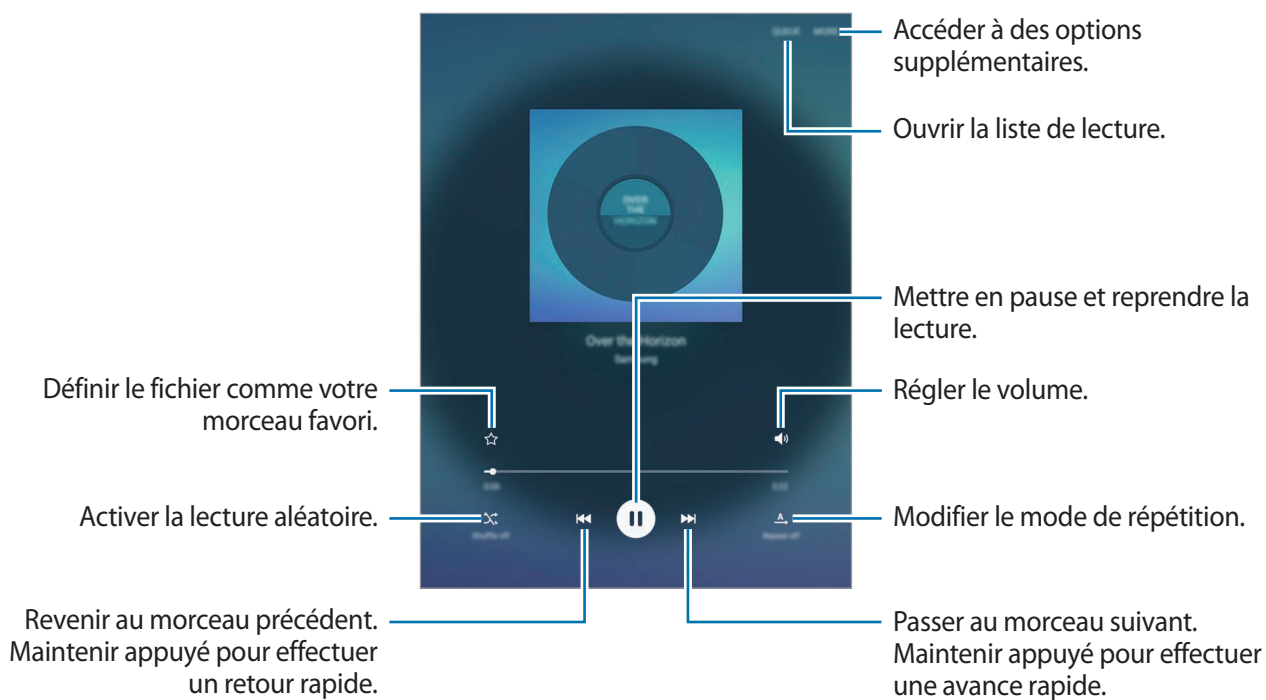 Accéder à des options
supplémentaires.
QUEUE MORE
Ouvrir la liste de lecture.
OVER
THE
HORIZON
Mettre en pause et reprendre la
lecture.
Over the Horizon
Samsung
Définir le fichier comme votre
morceau favori.
Régler le volume.
Activer la lecture aléatoire.
Modifier le mode de répétition.
Shuffle off
Repeat off
Revenir au morceau précédent.
Maintenir appuyé pour effectuer
un retour rapide.
Passer au morceau suivant.
Maintenir appuyé pour effectuer
une avance rapide.